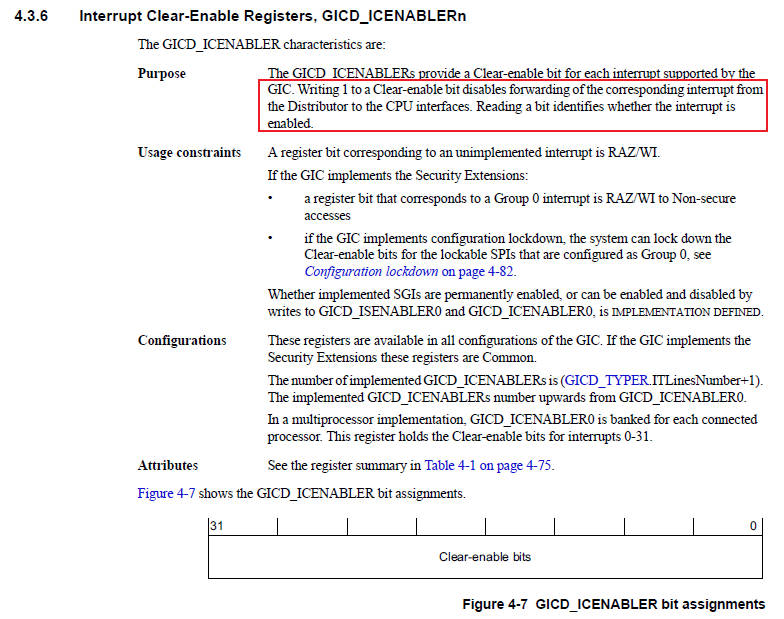 4.3.6 Interrupt Clear-Enable Registers, GICD_ICENABLERn
The GICD_ICENABLER characteristics are:
Purpose The GICD_ICENABLERs provide a Clear-enable bit for each interrupt supported by the
GIC. Writing 1 to a Clear-enable bit disables forwarding of the corresponding interrupt from
the Distributor to the CPU interfaces. Reading a bit identifies whether the interrupt is
enabled.
Usage constraints A register bit corresponding to an unimplemented interrupt is RAZ/WI.
If the GIC implements the Security Extensions:
• a register bit that corresponds to a Group 0 interrupt is RAZ/WI to Non-secure
accesses
• if the GIC implements configuration lockdown, the system can lock down the
Clear-enable bits for the lockable SPIs that are configured as Group 0, see
Configuration lockdown on page 4-82.
Whether implemented SGIs are permanently enabled, or can be enabled and disabled by
writes to GICD_ISENABLER0 and GICD_ICENABLER0, is IMPLEMENTATION DEFINED.
Configurations These registers are available in all configurations of the GIC. If the GIC implements the
Security Extensions these registers are Common.
The number of implemented GICD_ICENABLERs is (GICD_TYPER.ITLinesNumber+1).
The implemented GICD_ICENABLERs number upwards from GICD_ICENABLER0.
In a multiprocessor implementation, GICD_ICENABLER0 is banked for each connected
processor. This register holds the Clear-enable bits for interrupts 0-31.
Attributes See the register summary in Table 4-1 on page 4-75.
Figure 4-7 shows the GICD_ICENABLER bit assignments.
31 0
Clear-enable bits
Figure 4-7 GICD_ICENABLER bit assignments